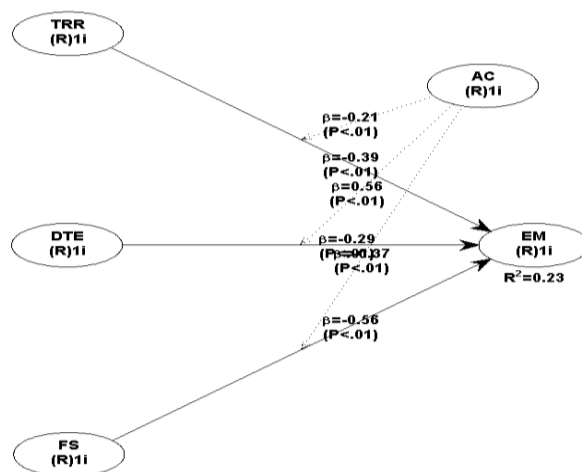 TRR
(R)1i
AC
(R)1i
β=-0.21
(P<.01)
β=-0.39
(P<.01)
β=0.56
(P<.01)
DTE
(R)1i
β=-0.29
(P<.01)
EM
(R)1i
R²=0.23
β=-0.56
(P<.01)
FS
(R)1i